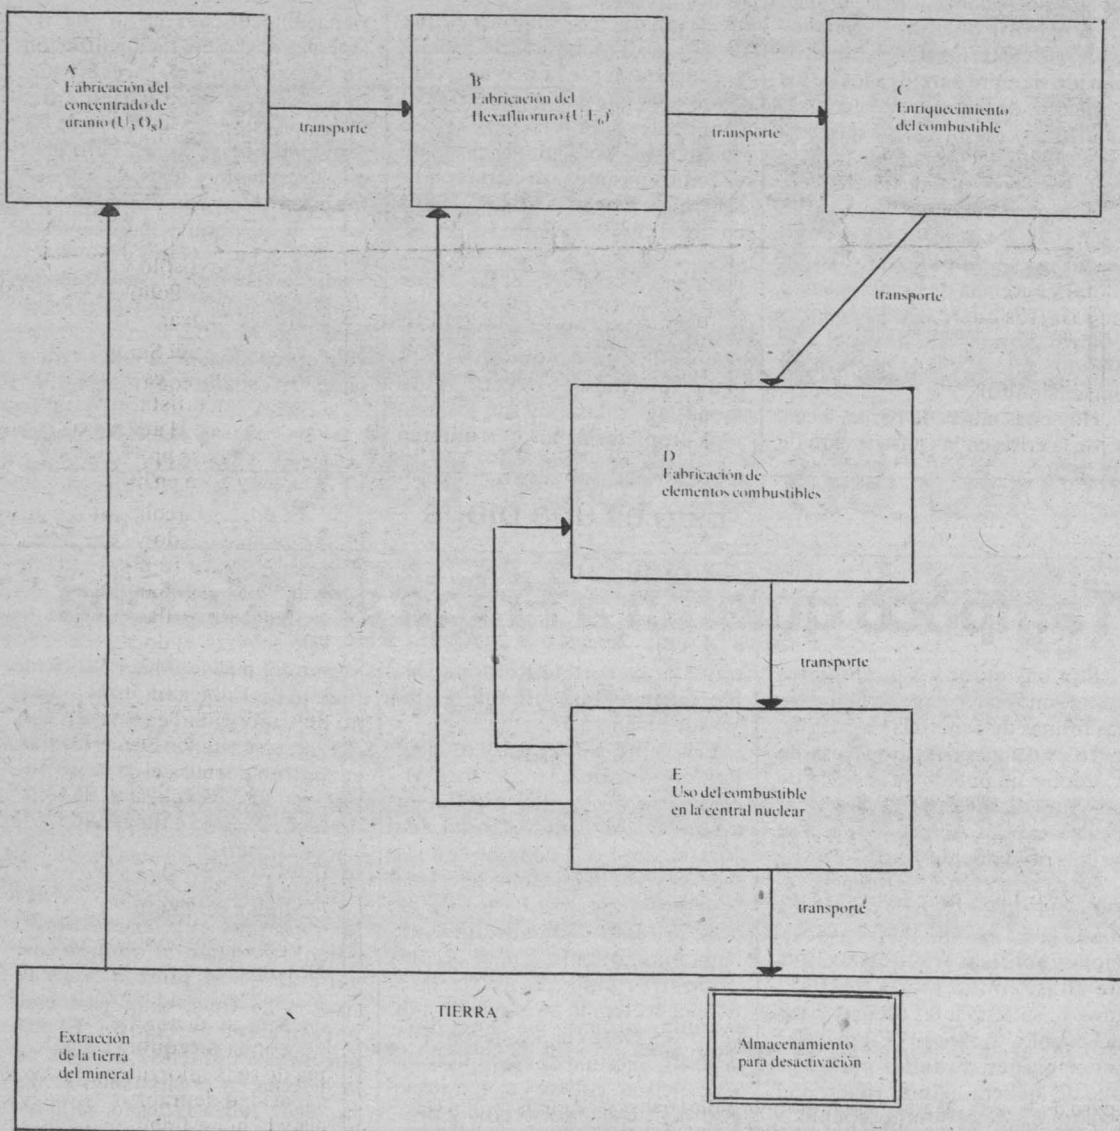 A
Fabricación del
concentrado de
uranio (U₃O₈)
transporte
B
Fabricación del
Hexafluoruro (UF₆)
transporte
C
Enriquecimiento
del combustible
transporte
D
Fabricación de
elementos combustibles
transporte
E
Uso del combustible
en la central nuclear
transporte
TIERRA
Extracción
de la tierra
del mineral
Almacenamiento
para desactivación